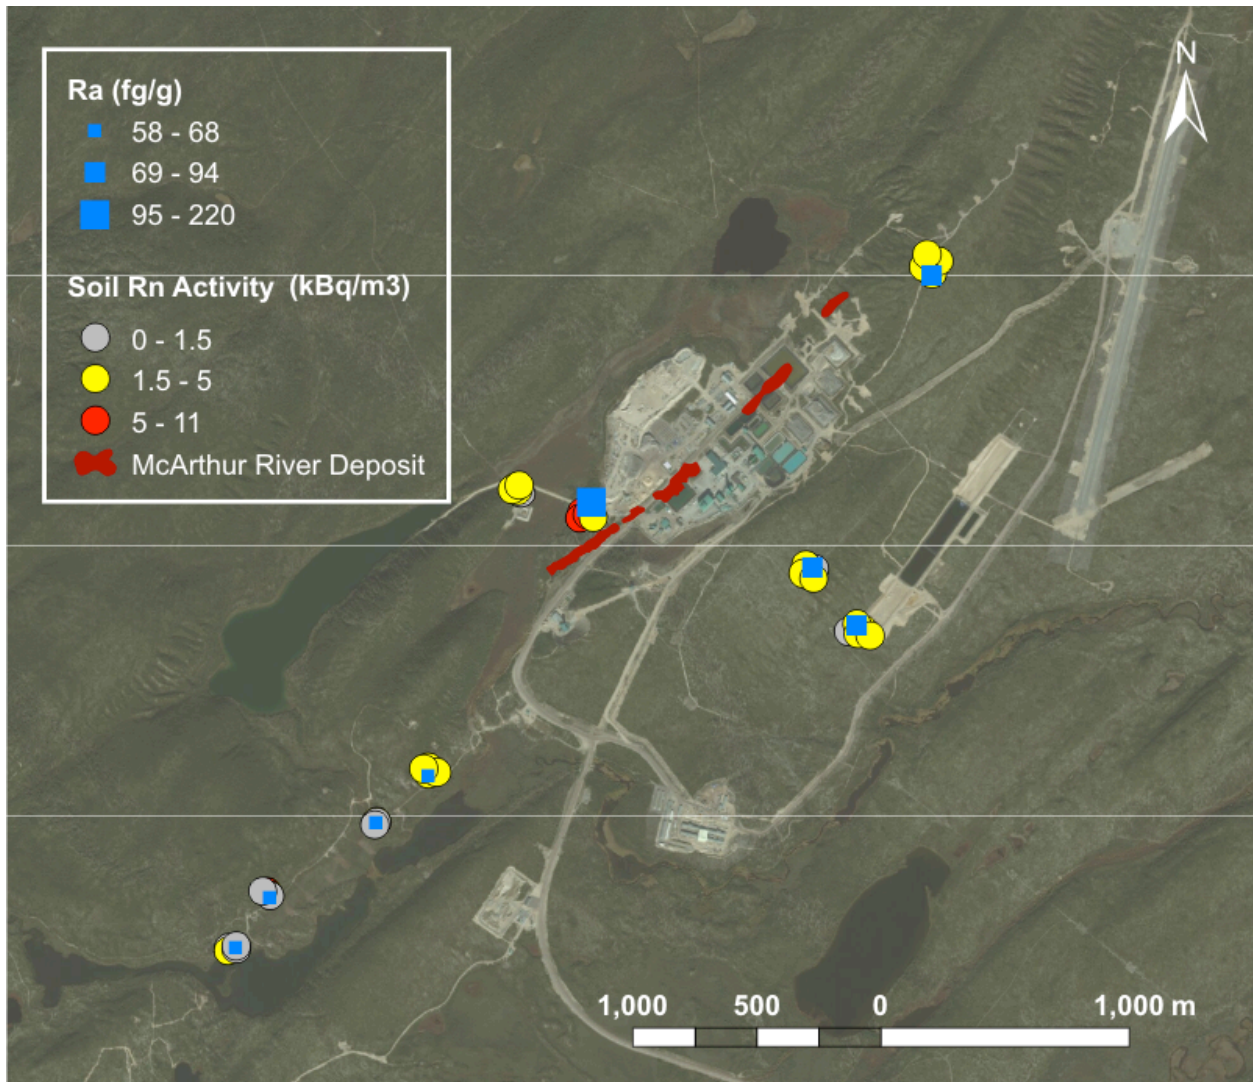 Ra (fg/g)
58 - 68
69 - 94
95 - 220
Soil Rn Activity (kBq/m3)
0 - 1.5
1.5 - 5
5 - 11
McArthur River Deposit
N
1,000 500 0 1,000 m